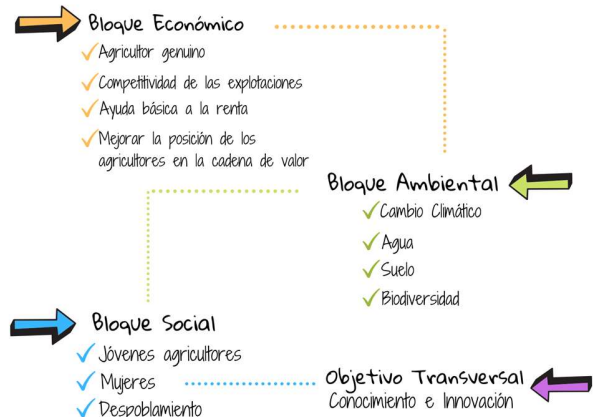 Bloque Económico
Agricultor genuino
Competitividad de las explotaciones
Ayuda básica a la renta
Mejorar la posición de los
agricultores en la cadena de valor
Bloque Ambiental
Cambio Climático
Agua
Suelo
Biodiversidad
Bloque Social
Jóvenes agricultores
Mujeres
Despoblamiento
Objetivo Transversal
Conocimiento e Innovación